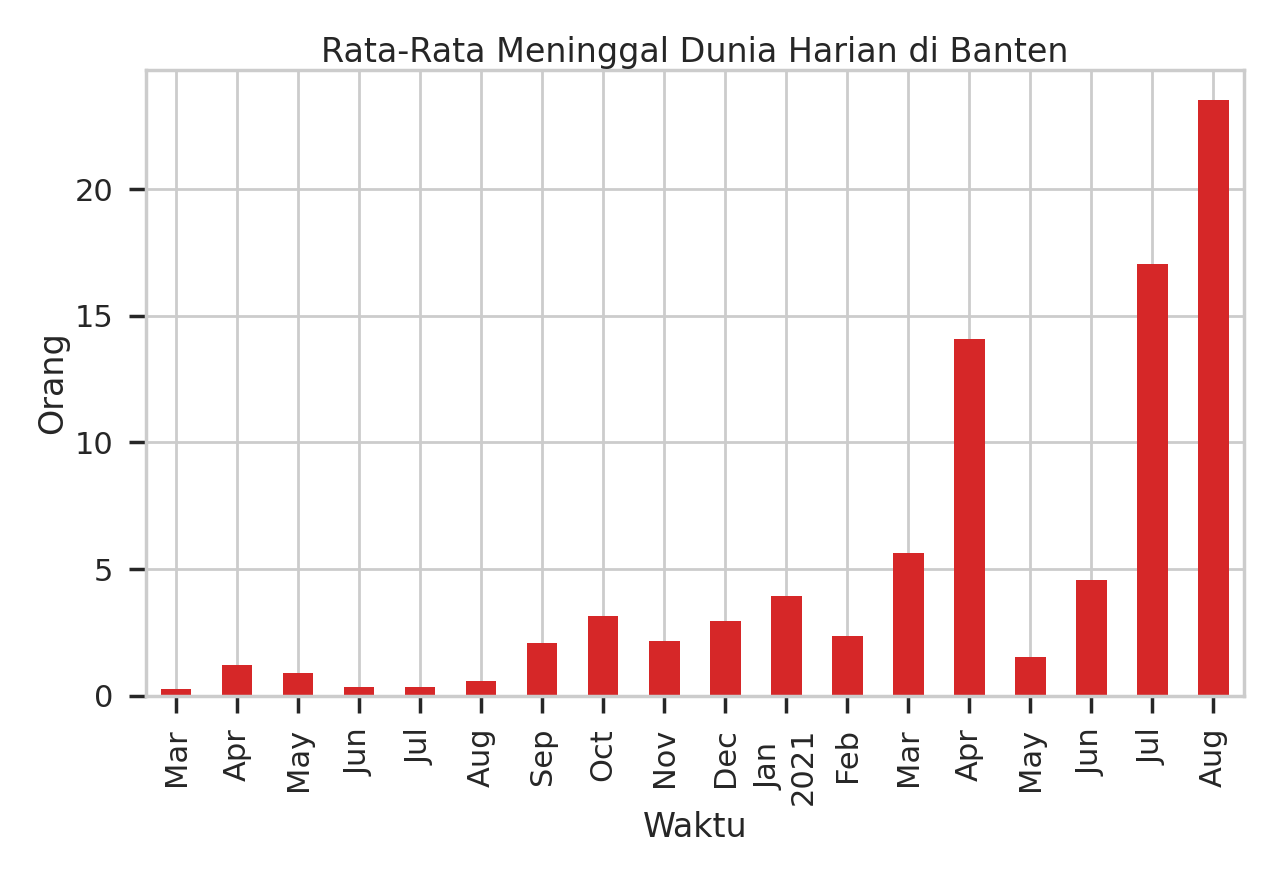 Rata-Rata Meninggal Dunia Harian di Banten
Orang
20
15
10
5
0
Mar
Apr
May
Jun
Jul
Aug
Sep
Oct
Nov
Dec
Jan
2021
Feb
Mar
Apr
May
Jun
Jul
Aug
Waktu